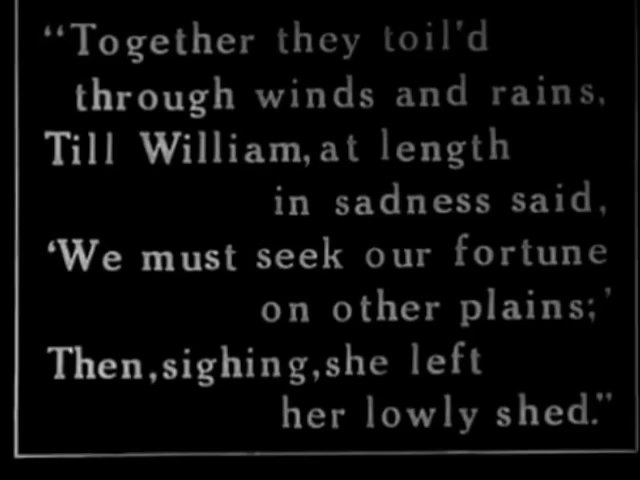 “Together they toil'd
through winds and rains,
Till William, at length
in sadness said,
‘We must seek our fortune
on other plains;’
Then, sighing, she left
her lowly shed.”